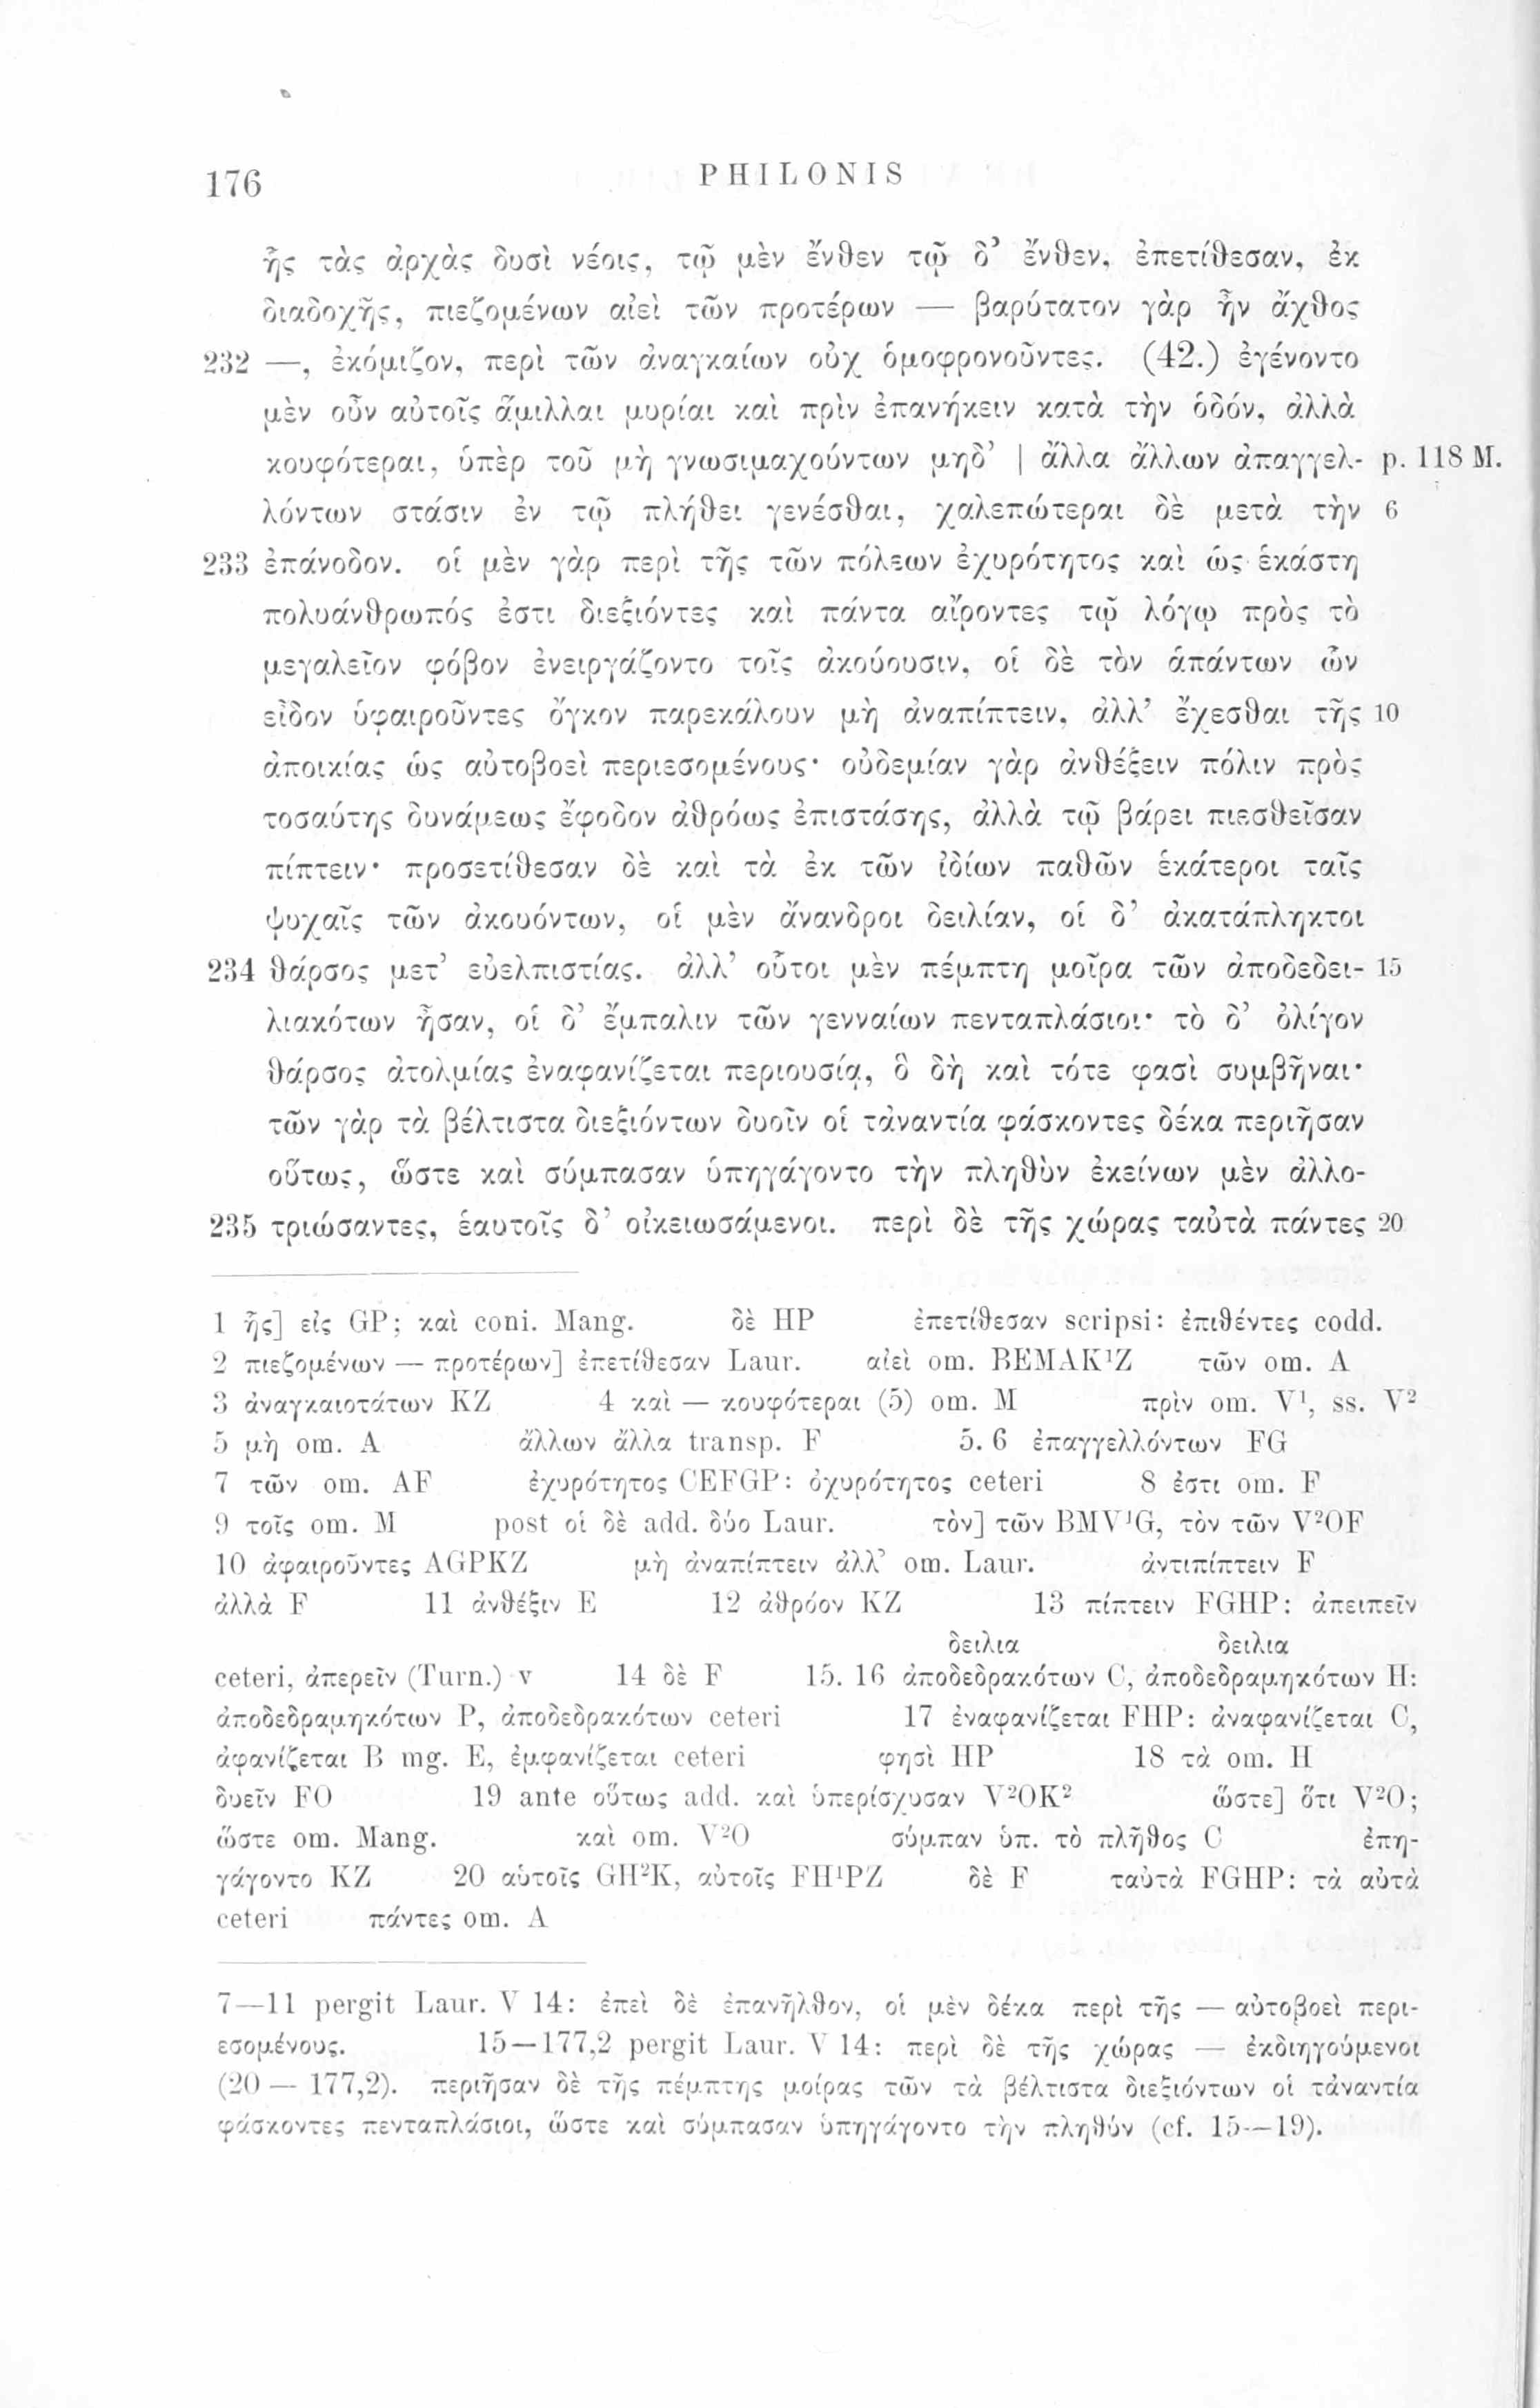 176 PHILONIS
ἧς τὰς ἀρχὰς δυσὶ νέοις, τῷ μὲν ἔνθεν τῷ δ’ ἔνθεν, ἐπετίθεσαν, ἐκ
διαδοχῆς, πιεζομένων αἰεὶ τῶν προτέρων — βαρύτατον γὰρ ἦν ἄχθος
232 —, ἐκόμιζον, περὶ τῶν ἀναγκαίων οὐχ ὁμοφρονοῦντες. (42.) ἐγένοντο
μὲν οὖν αὐτοῖς ἅμιλλαι μυρίαι καὶ πρὶν ἐπανήκειν κατὰ τὴν ὁδόν, ἀλλὰ
κουφότεραι, ὑπὲρ τοῦ μὴ γνωσιμαχούντων μηδ’ | ἄλλα ἄλλων ἀπαγγελ- p. 118 M.
λόντων στάσιν ἐν τῷ πλήθει γενέσθαι, χαλεπώτεραι δὲ μετὰ τὴν 6
233 ἐπάνοδον. οἱ μὲν γὰρ περὶ τῆς τῶν πόλεων ἐχυρότητος καὶ ὡς ἑκάστη
πολυάνθρωπός ἐστι διεξιόντες καὶ πάντα αἴροντες τῷ λόγῳ πρὸς τὸ
μεγαλεῖον φόβον ἐνειργάζοντο τοῖς ἀκούουσιν, οἱ δὲ τὸν ἁπάντων ὧν
εἶδον ὑφαιροῦντες ὄγκον παρεκάλουν μὴ ἀναπίπτειν, ἀλλ’ ἔχεσθαι τῆς 10
ἀποικίας ὡς αὐτοβοεὶ περιεσομένους· οὐδεμίαν γὰρ ἀνθέξειν πόλιν πρὸς
τοσαύτης δυνάμεως ἔφοδον ἀθρόως ἐπιστάσης, ἀλλὰ τῷ βάρει πιεσθεῖσαν
πίπτειν· προσετίθεσαν δὲ καὶ τὰ ἐκ τῶν ἰδίων παθῶν ἑκάτεροι ταῖς
ψυχαῖς τῶν ἀκουόντων, οἱ μὲν ἄνανδροι δειλίαν, οἱ δ’ ἀκατάπληκτοι
234 θάρσος μετ’ εὐελπιστίας. ἀλλ’ οὗτοι μὲν πέμπτη μοῖρα τῶν ἀποδεδει- 15
λιακότων ἦσαν, οἱ δ’ ἔμπαλιν τῶν γενναίων πενταπλάσιοι· τὸ δ’ ὀλίγον
θάρσος ἀτολμίας ἐναφανίζεται περιουσίᾳ, ὃ δὴ καὶ τότε φασὶ συμβῆναι·
τῶν γὰρ τὰ βέλτιστα διεξιόντων δυοῖν οἱ τἀναντία φάσκοντες δέκα περιῆσαν
οὕτως, ὥστε καὶ σύμπασαν ὑπηγάγοντο τὴν πληθὺν ἐκείνων μὲν ἀλλο-
235 τριώσαντες, ἑαυτοῖς δ’ οἰκειωσάμενοι. περὶ δὲ τῆς χώρας ταὐτὰ πάντες 20
1 ἧς] εἰς GP; καὶ coni. Mang. δὲ HP ἐπετίθεσαν scripsi: ἐπιθέντες codd.
2 πιεζομένων — προτέρων] ἐπετίθεσαν Laur. αἰεὶ om. BEMAK¹Z τῶν om. A
3 ἀναγκαιοτάτων KZ 4 καὶ — κουφότεραι (5) om. M πρὶν om. V¹, ss. V²
5 μὴ om. A ἄλλων ἄλλα transp. F 5. 6 ἐπαγγελλόντων FG
7 τῶν om. AF ἐχυρότητος CEFGP: ὀχυρότητος ceteri 8 ἐστι om. F
9 τοῖς om. M post οἱ δὲ add. δύο Laur. τὸν] τῶν BMV¹G, τὸν τῶν V²OF
10 ἀφαιροῦντες AGPKZ μὴ ἀναπίπτειν ἀλλ’ om. Laur. ἀντιπίπτειν F
ἀλλὰ F 11 ἀνθέξιν E 12 ἀθρόον KZ 13 πίπτειν FGHP: ἀπειπεῖν
δειλια δειλια
ceteri, ἀπερεῖν (Turn.) v 14 δὲ F 15. 16 ἀποδεδρακότων C, ἀποδεδραμηκότων H:
ἀποδεδραμηκότων P, ἀποδεδρακότων ceteri 17 ἐναφανίζεται FHP: ἀναφανίζεται C,
ἀφανίζεται B mg. E, ἐμφανίζεται ceteri φησὶ HP 18 τὰ om. H
δυεῖν FO 19 ante οὕτως add. καὶ ὑπερίσχυσαν V²OK² ὥστε] ὅτι V²O;
ὥστε om. Mang. καὶ om. V²O σύμπαν ὑπ. τὸ πλῆθος C ἐπη-
γάγοντο KZ 20 αὑτοῖς GH²K, αὐτοῖς FH¹PZ δὲ F ταὐτὰ FGHP: τὰ αὐτὰ
ceteri πάντες om. A
7—11 pergit Laur. V 14: ἐπεὶ δὲ ἐπανῆλθον, οἱ μὲν δέκα περὶ τῆς — αὐτοβοεὶ περι-
εσομένους. 15—177,2 pergit Laur. V 14: περὶ δὲ τῆς χώρας — ἐκδιηγούμενοι
(20 — 177,2). περιῆσαν δὲ τῆς πέμπτης μοίρας τῶν τὰ βέλτιστα διεξιόντων οἱ τἀναντία
φάσκοντες πενταπλάσιοι, ὥστε καὶ σύμπασαν ὑπηγάγοντο τὴν πληθύν (cf. 15—19).